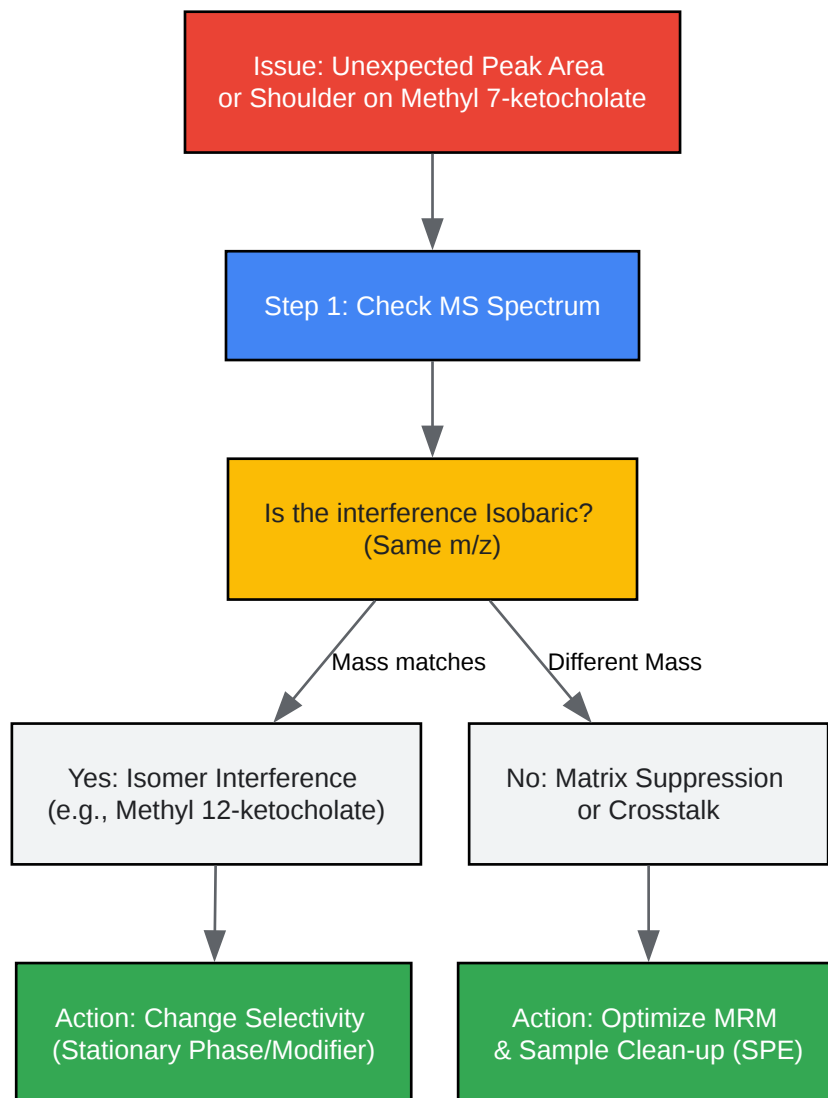 Issue: Unexpected Peak Area
or Shoulder on Methyl 7-ketocholate
Step 1: Check MS Spectrum
Is the interference Isobaric?
(Same m/z)
Mass matches
Different Mass
Yes: Isomer Interference
(e.g., Methyl 12-ketocholate)
No: Matrix Suppression
or Crosstalk
Action: Change Selectivity
(Stationary Phase/Modifier)
Action: Optimize MRM
& Sample Clean-up (SPE)